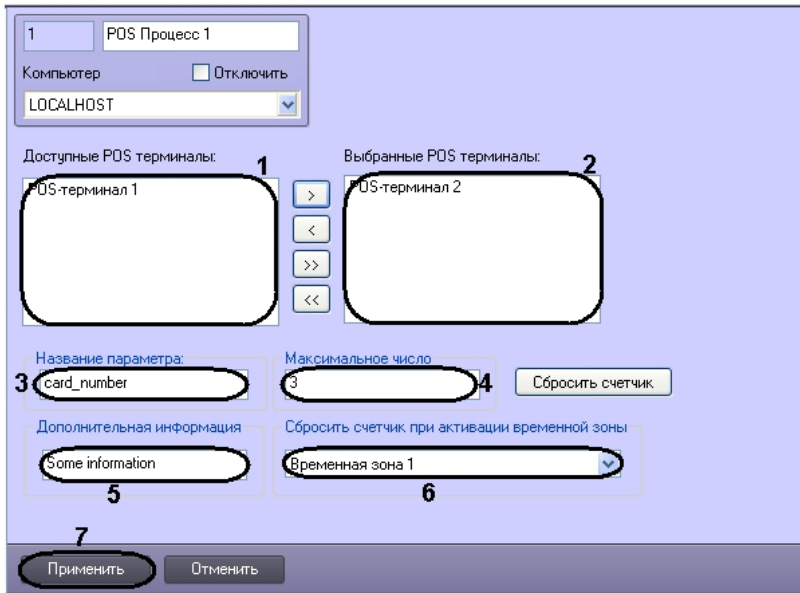 1 POS Процесс 1
Компьютер Отключить
LOCALHOST
Доступные POS терминалы: 1 Выбранные POS терминалы: 2
POS-терминал 1 > POS-терминал 2
<
>>
<<
Название параметра: Максимальное число
3 card_number 3 4 Сбросить счетчик
Дополнительная информация Сбросить счетчик при активации временной зоны
Some information Временная зона 1
5 6
7
Применить Отменить